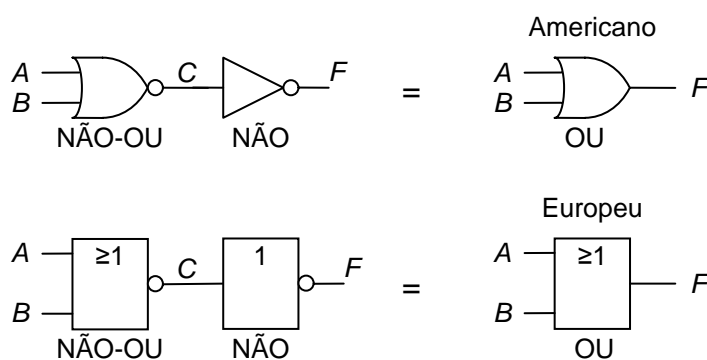 Americano
A C F = A F
B B
NÃO-OU NÃO OU
Europeu
A ≥1 C 1 F = A ≥1 F
B B
NÃO-OU NÃO OU